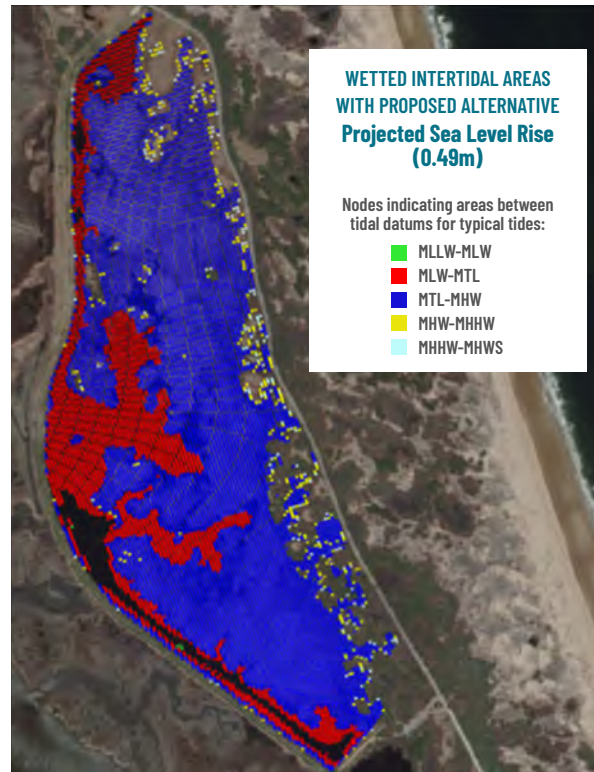 WETTED INTERTIDAL AREAS
WITH PROPOSED ALTERNATIVE
Projected Sea Level Rise
(0.49m)
Nodes indicating areas between
tidal datums for typical tides:
MLLW-MLW
MLW-MTL
MTL-MHW
MHW-MHHW
MHHW-MHWS